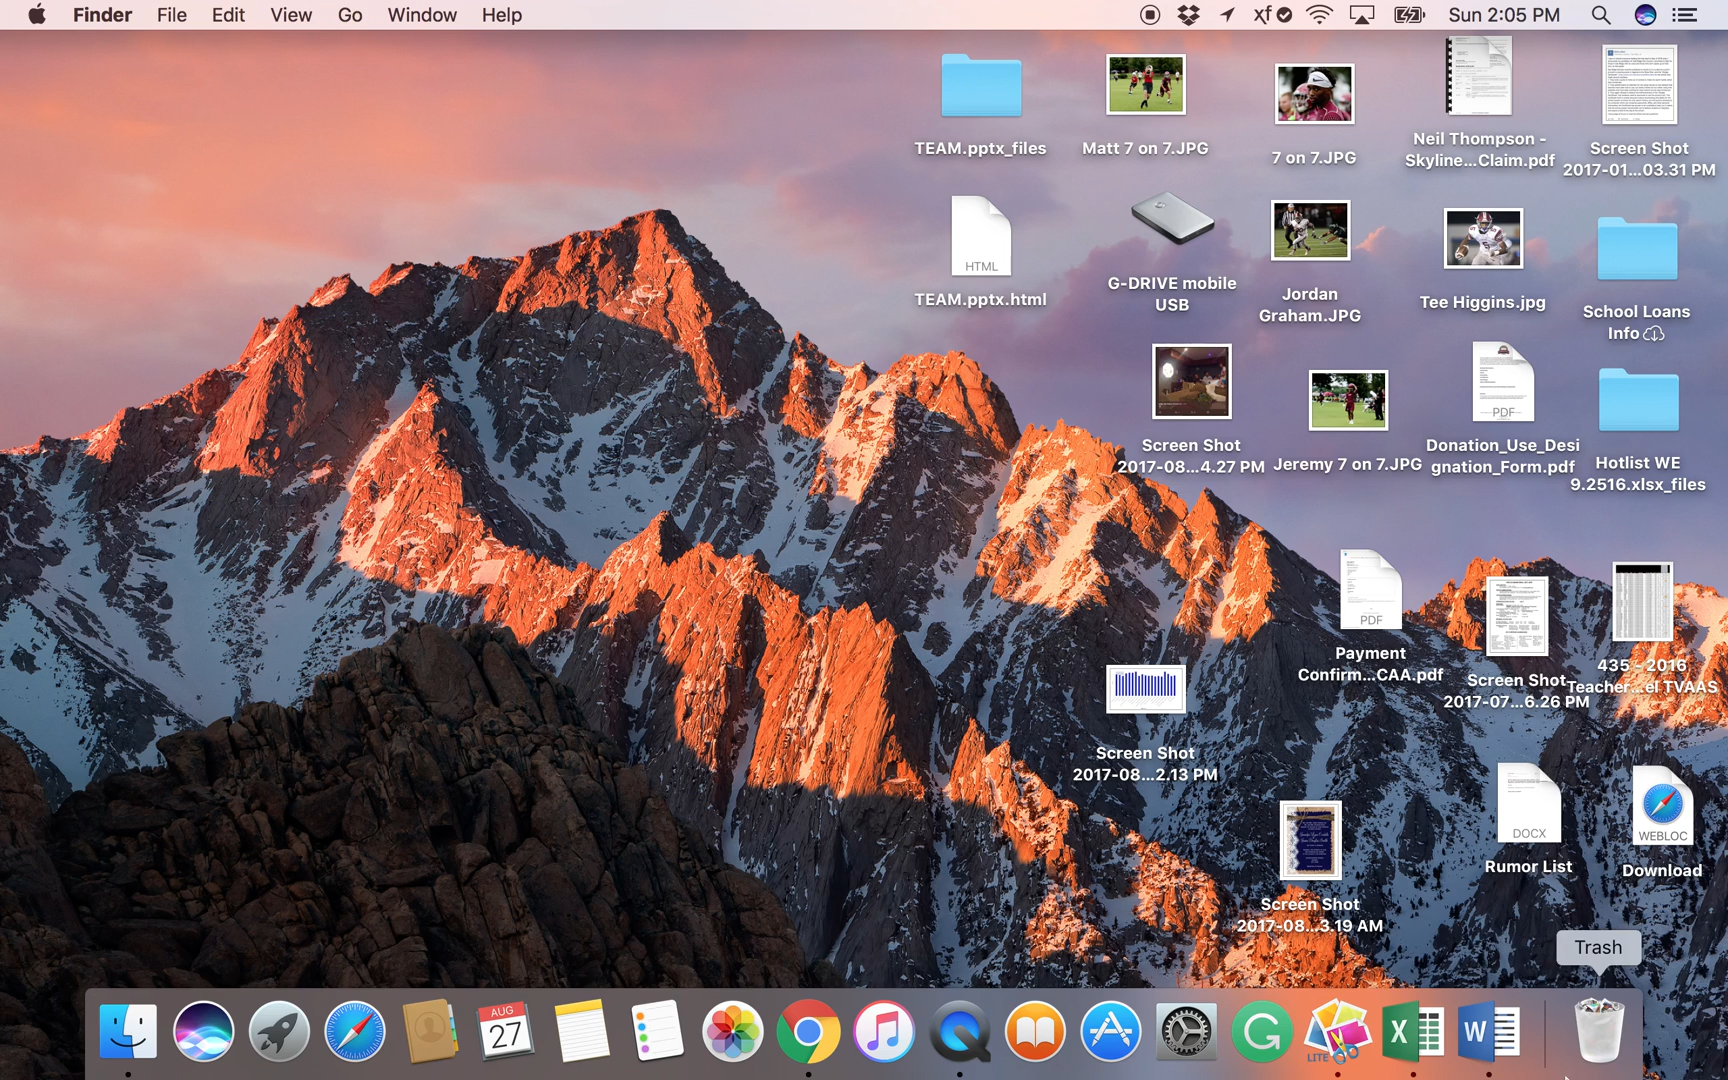 Finder File Edit View Go Window Help
xf Sun 2:05 PM
TEAM.pptx_files
Matt 7 on 7.JPG
7 on 7.JPG
Neil Thompson -
Skyline...Claim.pdf
Screen Shot
2017-01...03.31 PM
HTML
TEAM.pptx.html
G-DRIVE mobile
USB
Jordan
Graham.JPG
Tee Higgins.jpg
School Loans
Info
Screen Shot
2017-08...4.27 PM
Jeremy 7 on 7.JPG
PDF
Donation_Use_Desi
gnation_Form.pdf
Hotlist WE
9.2516.xlsx_files
PDF
Payment
Confirm...CAA.pdf
Screen Shot
2017-07...6.26 PM
435 - 2016
Teacher...el TVAAS
Screen Shot
2017-08...2.13 PM
DOCX
Rumor List
WEBLOC
Download
Screen Shot
2017-08...3.19 AM
Trash
AUG
27
LITE
X
W